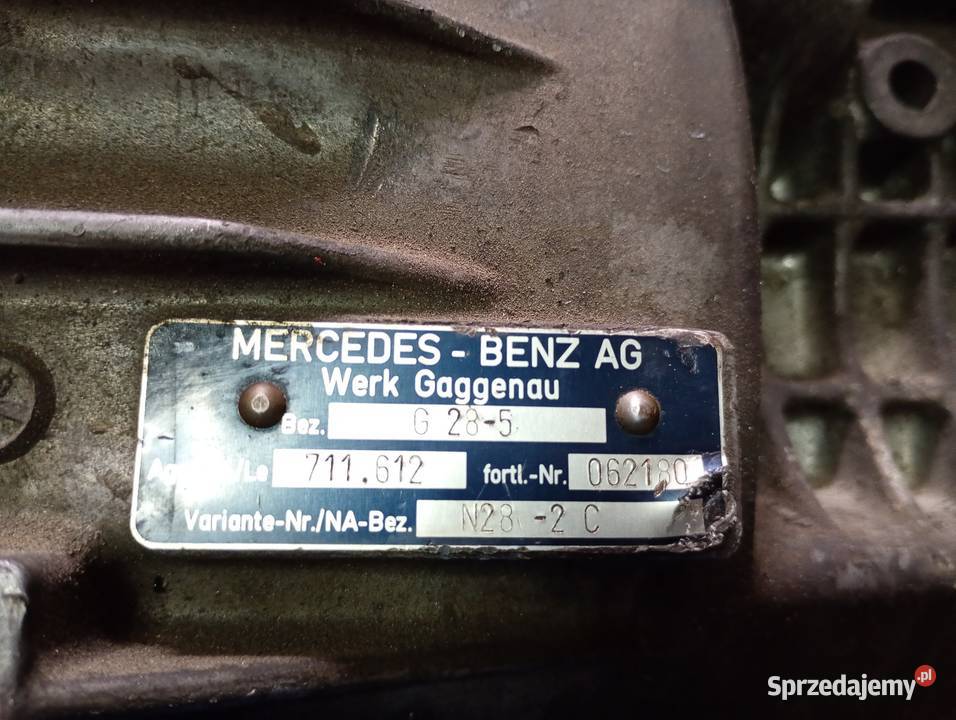 MERCEDES - BENZ AG
Werk Gaggenau
Bez. G 28-5
711.612 fortl.-Nr. 062180
Variante-Nr./NA-Bez. N28 -2 C
Sprzedajemy.pl